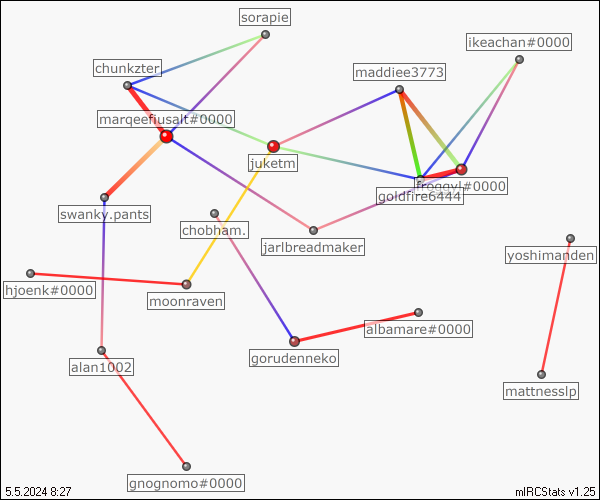 sorapie
ikeachan#0000
chunkzter
maddiee3773
marqeefiusalt#0000
juketm
froggyl#0000
goldfire6444
swanky.pants
chobham.
jarlbreadmaker
yoshimanden
hjoenk#0000
moonraven
albamare#0000
gorudenneko
alan1002
mattnesslp
gnognomo#0000
5.5.2024 8:27
mIRCStats v1.25